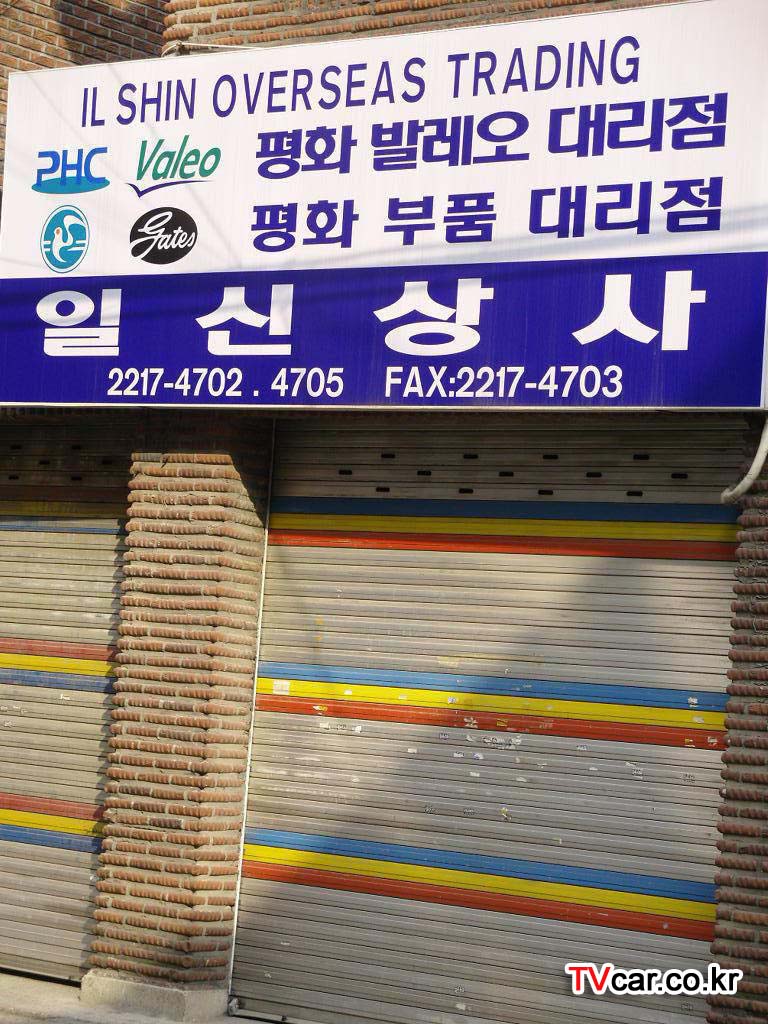 IL SHIN OVERSEAS TRADING
PHC Valeo 평화 발레오 대리점
Gates 평화 부품 대리점
일신상사
2217-4702 . 4705 FAX:2217-4703
TVcar.co.kr